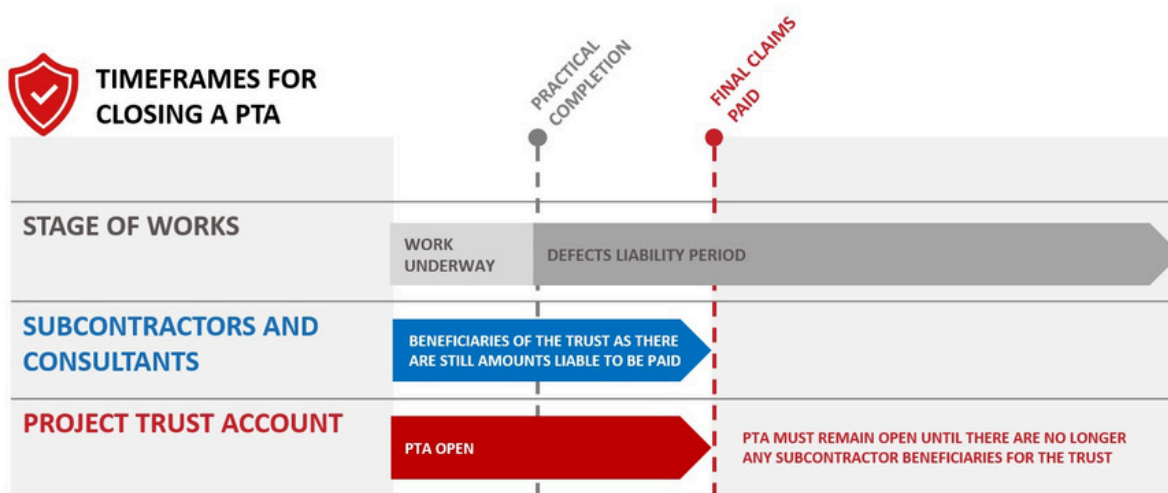 TIMEFRAMES FOR
CLOSING A PTA
PRACTICAL
COMPLETION
FINAL CLAIMS
PAID
STAGE OF WORKS
WORK
UNDERWAY
DEFECTS LIABILITY PERIOD
SUBCONTRACTORS AND
CONSULTANTS
BENEFICIARIES OF THE TRUST AS THERE
ARE STILL AMOUNTS LIABLE TO BE PAID
PROJECT TRUST ACCOUNT
PTA OPEN
PTA MUST REMAIN OPEN UNTIL THERE ARE NO LONGER
ANY SUBCONTRACTOR BENEFICIARIES FOR THE TRUST